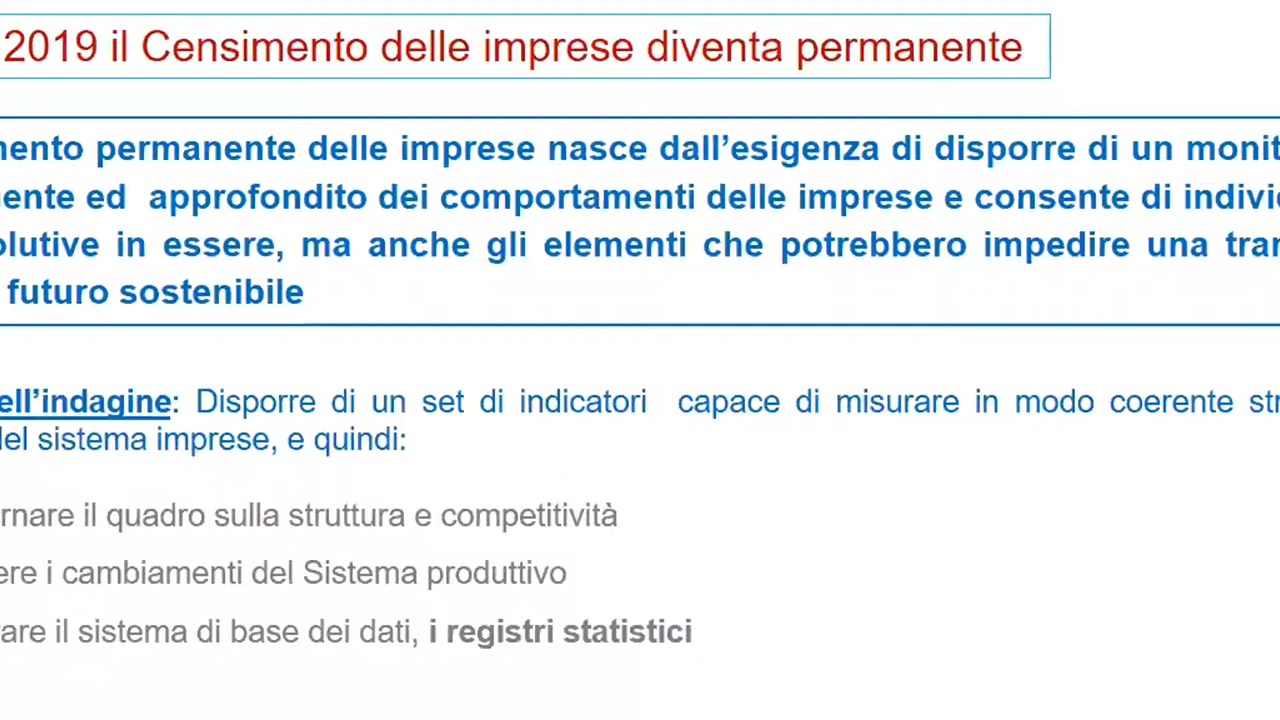 2019 il Censimento delle imprese diventa permanente
mento permanente delle imprese nasce dall’esigenza di disporre di un monit
ente ed approfondito dei comportamenti delle imprese e consente di indivi
olutive in essere, ma anche gli elementi che potrebbero impedire una tran
futuro sostenibile
ell’indagine: Disporre di un set di indicatori capace di misurare in modo coerente str
del sistema imprese, e quindi:
rnare il quadro sulla struttura e competitività
ere i cambiamenti del Sistema produttivo
are il sistema di base dei dati, i registri statistici